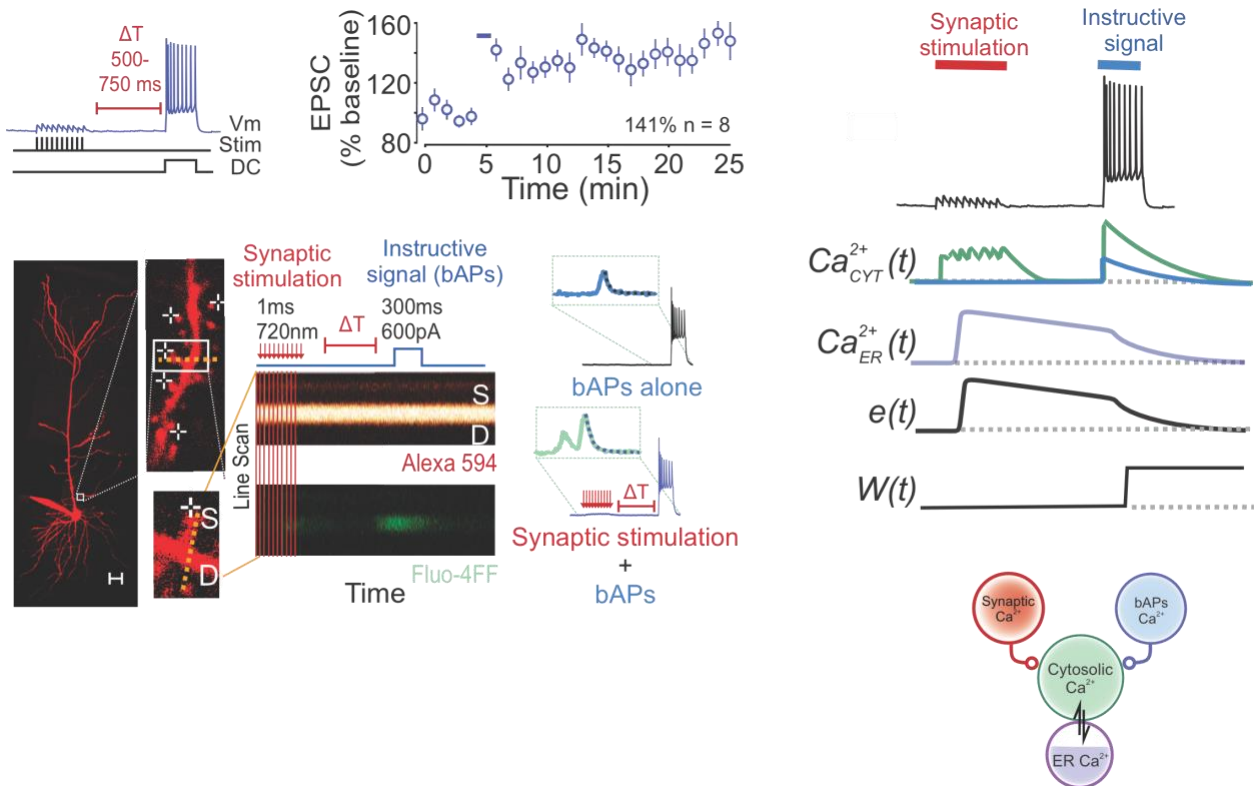 ΔT
500-
750 ms
Vm
Stim
DC
EPSC
(% baseline)
160
120
80
141% n = 8
0
5
10
15
20
25
Time (min)
Synaptic
stimulation
1ms
720nm
ΔT
Instructive
signal (bAPs)
300ms
600pA
S
D
Line Scan
S
D
Alexa 594
Fluo-4FF
Time
bAPs alone
ΔT
Synaptic stimulation
+
bAPs
Synaptic
stimulation
Instructive
signal
Ca²⁺CYT(t)
Ca²⁺ER(t)
e(t)
W(t)
Synaptic
Ca²⁺
bAPs
Ca²⁺
Cytosolic
Ca²⁺
ER Ca²⁺